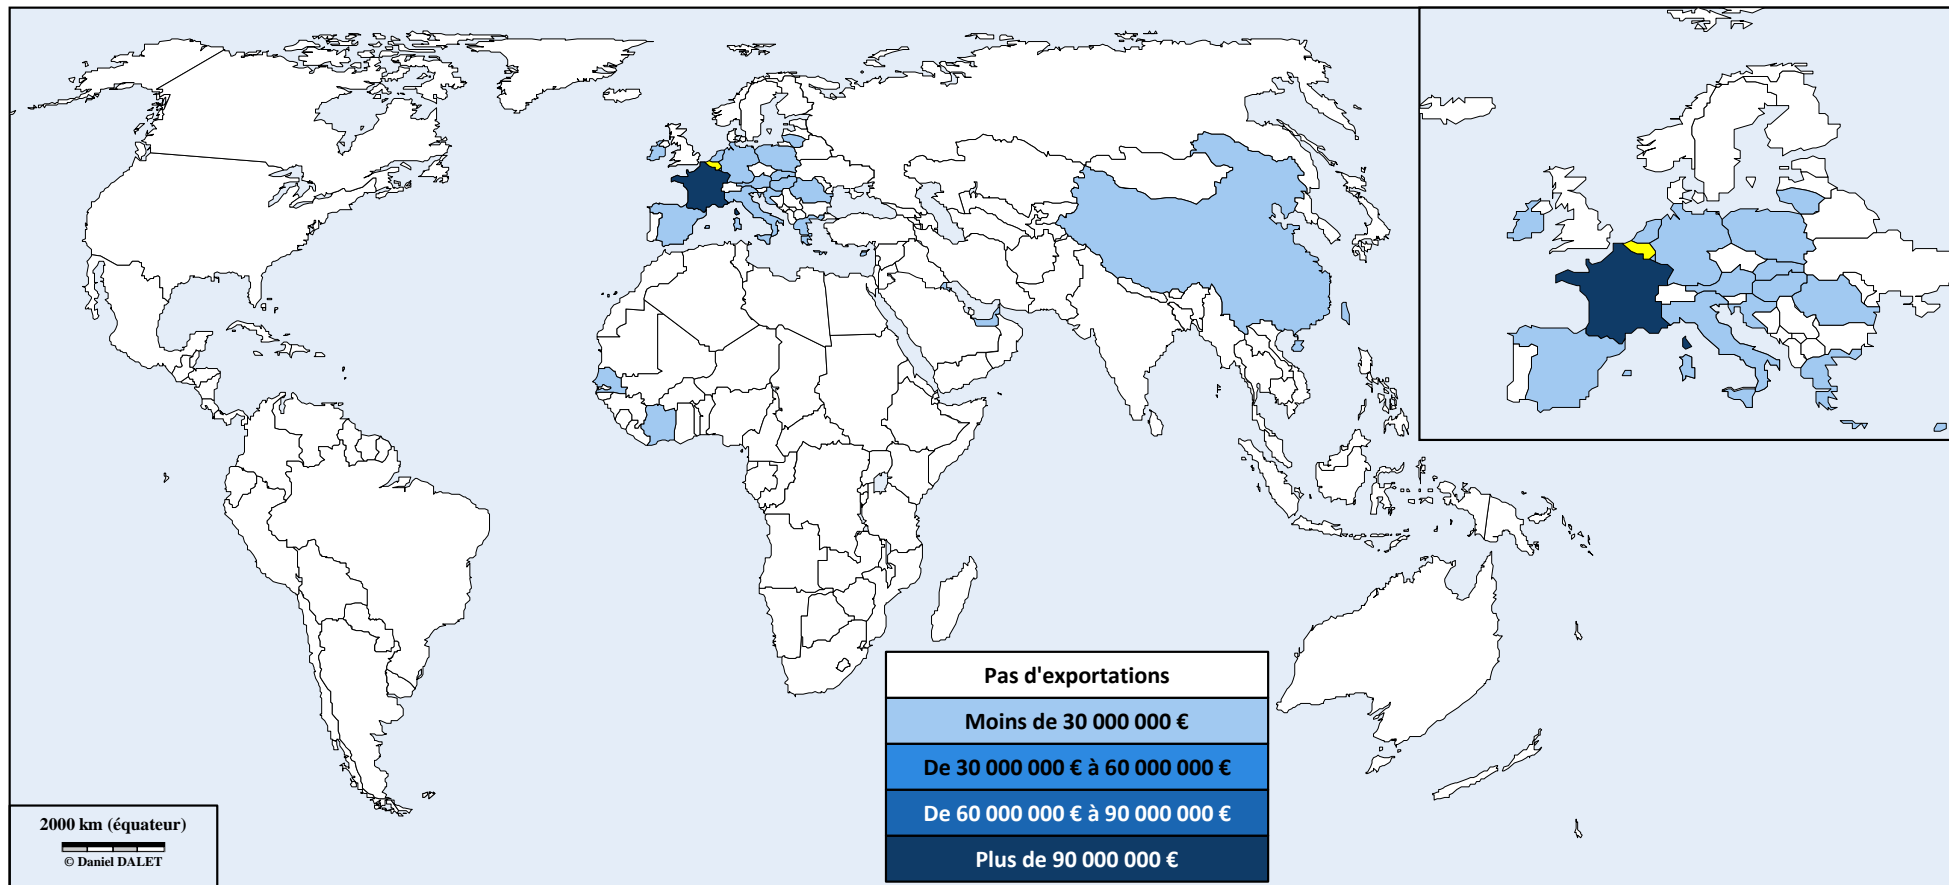 Pas d'exportations
Moins de 30 000 000 €
De 30 000 000 € à 60 000 000 €
De 60 000 000 € à 90 000 000 €
Plus de 90 000 000 €
2000 km (équateur)
© Daniel DALET